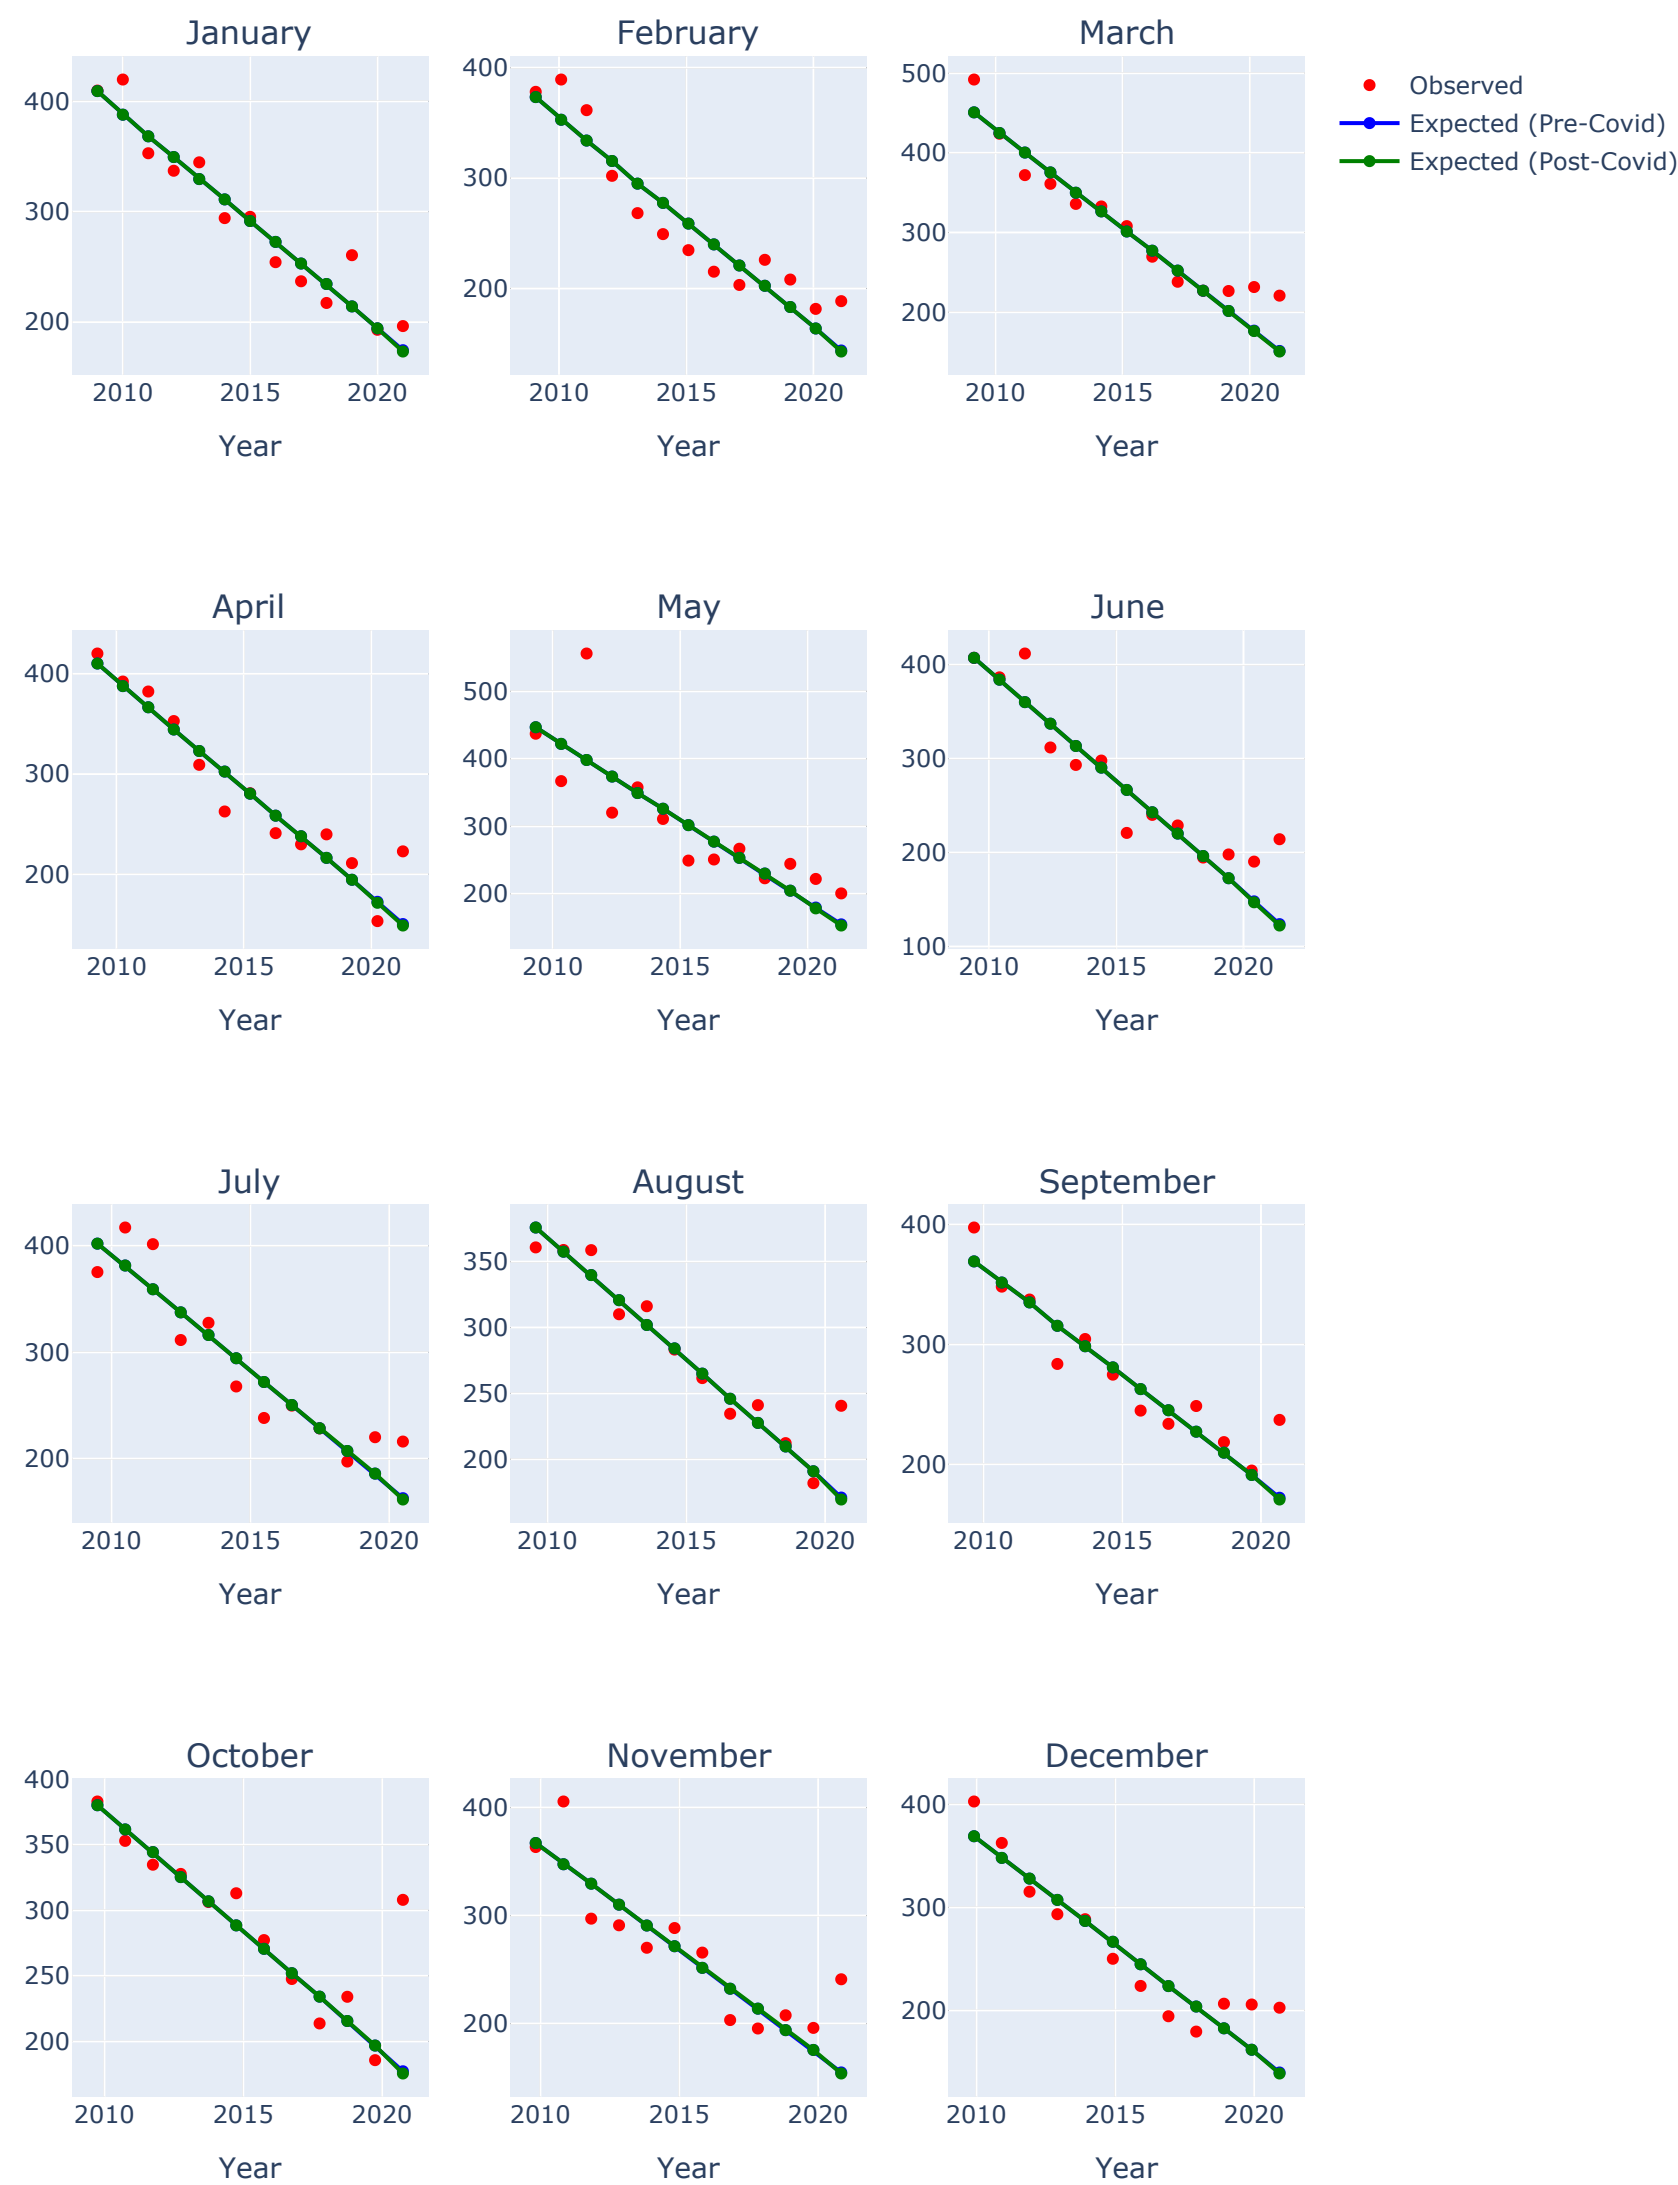 January
February
March
Observed
Expected (Pre-Covid)
Expected (Post-Covid)
400
300
200
2010 2015 2020
Year
400
300
200
2010 2015 2020
Year
500
400
300
200
2010 2015 2020
Year
April
May
June
400
300
200
2010 2015 2020
Year
500
400
300
200
2010 2015 2020
Year
400
300
200
100
2010 2015 2020
Year
July
August
September
400
300
200
2010 2015 2020
Year
350
300
250
200
2010 2015 2020
Year
400
300
200
2010 2015 2020
Year
October
November
December
400
350
300
250
200
2010 2015 2020
Year
400
300
200
2010 2015 2020
Year
400
300
200
2010 2015 2020
Year